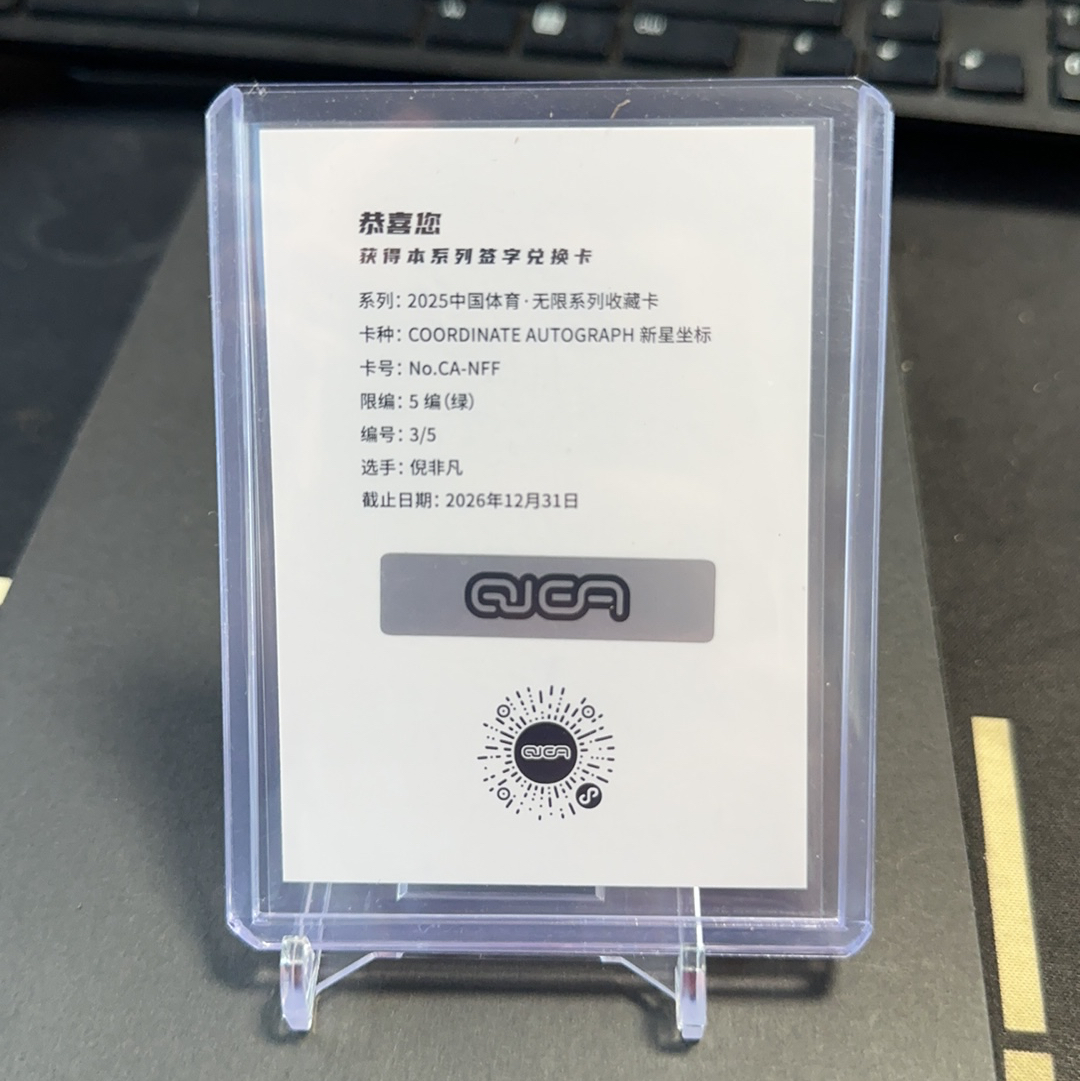 恭喜您
获得本系列签字兑换卡
系列：2025中国体育·无限系列收藏卡
卡种：COORDINATE AUTOGRAPH 新星坐标
卡号：No.CA-NFF
限编：5 编（绿）
编号：3/5
选手：倪非凡
截止日期：2026年12月31日